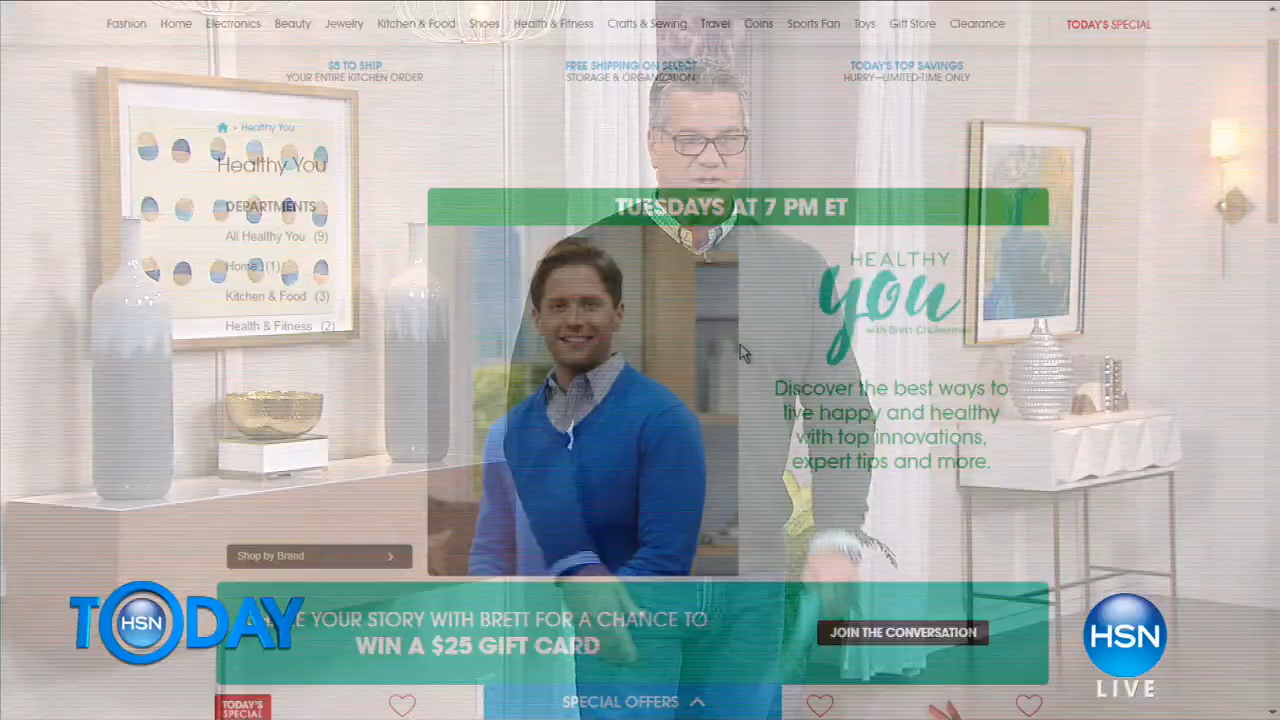 Fashion Home Electronics Beauty Jewelry Kitchen & Food Shoes Health & Fitness Crafts & Sewing Travel Coins Sports Fan Toys Gift Store Clearance TODAY'S SPECIAL
$5 TO SHIP
YOUR ENTIRE KITCHEN ORDER
FREE SHIPPING ON SELECT
STORAGE & ORGANIZATION
TODAY'S TOP SAVINGS
HURRY—LIMITED-TIME ONLY
> Healthy You
Healthy You
DEPARTMENTS
All Healthy You (9)
Home (1)
Kitchen & Food (3)
Health & Fitness (2)
Shop by Brand >
TUESDAYS AT 7 PM ET
HEALTHY
you
with Brett
Discover the best ways to
live happy and healthy
with top innovations,
expert tips and more.
YOUR STORY WITH BRETT FOR A CHANCE TO
WIN A $25 GIFT CARD
JOIN THE CONVERSATION
TODAY
HSN
HSN
LIVE
TODAY'S
SPECIAL
SPECIAL OFFERS